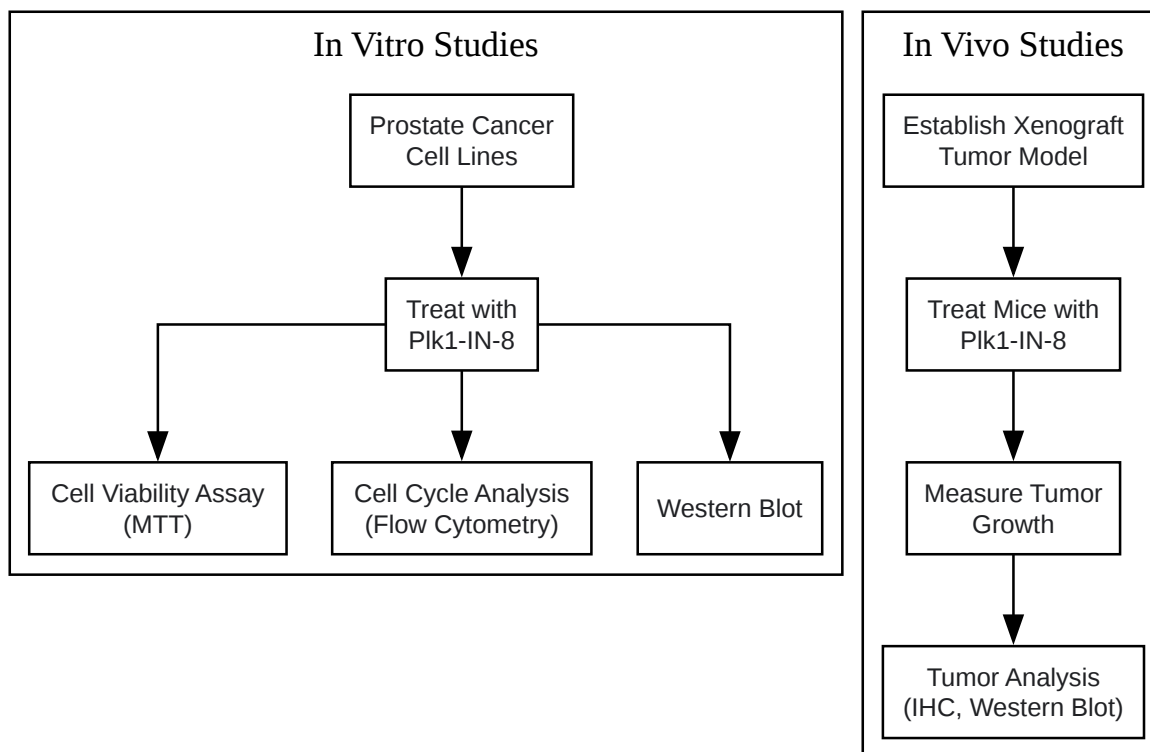 In Vitro Studies
Prostate Cancer
Cell Lines
Treat with
Plk1-IN-8
Cell Viability Assay
(MTT)
Cell Cycle Analysis
(Flow Cytometry)
Western Blot
In Vivo Studies
Establish Xenograft
Tumor Model
Treat Mice with
Plk1-IN-8
Measure Tumor
Growth
Tumor Analysis
(IHC, Western Blot)